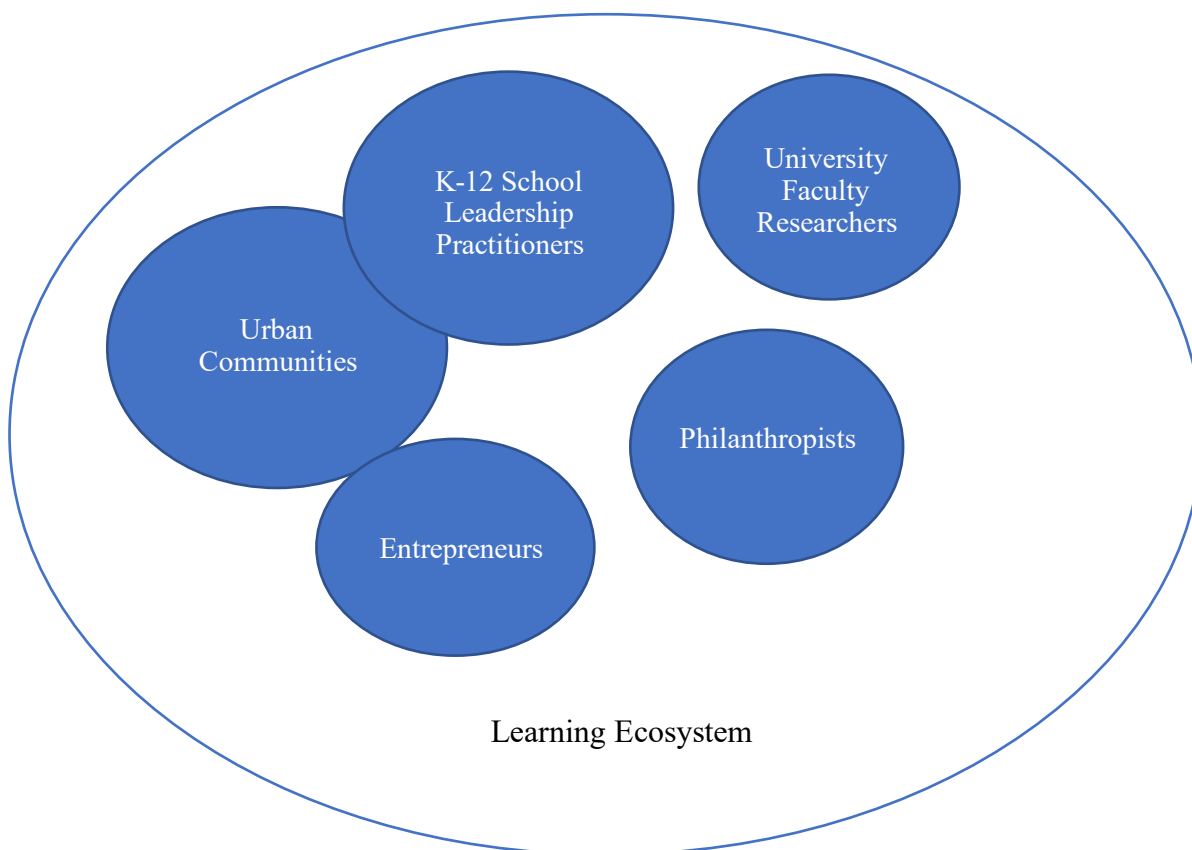 K-12 School
Leadership
Practitioners
University
Faculty
Researchers
Urban
Communities
Philanthropists
Entrepreneurs
Learning Ecosystem